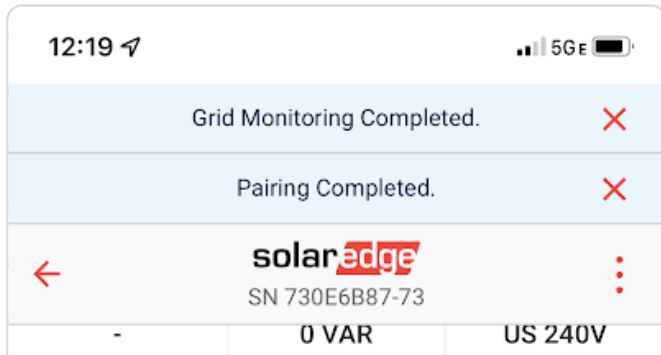 12:19
5GE
Grid Monitoring Completed.
Pairing Completed.
solaredge
SN 730E6B87-73
- 0 VAR US 240V